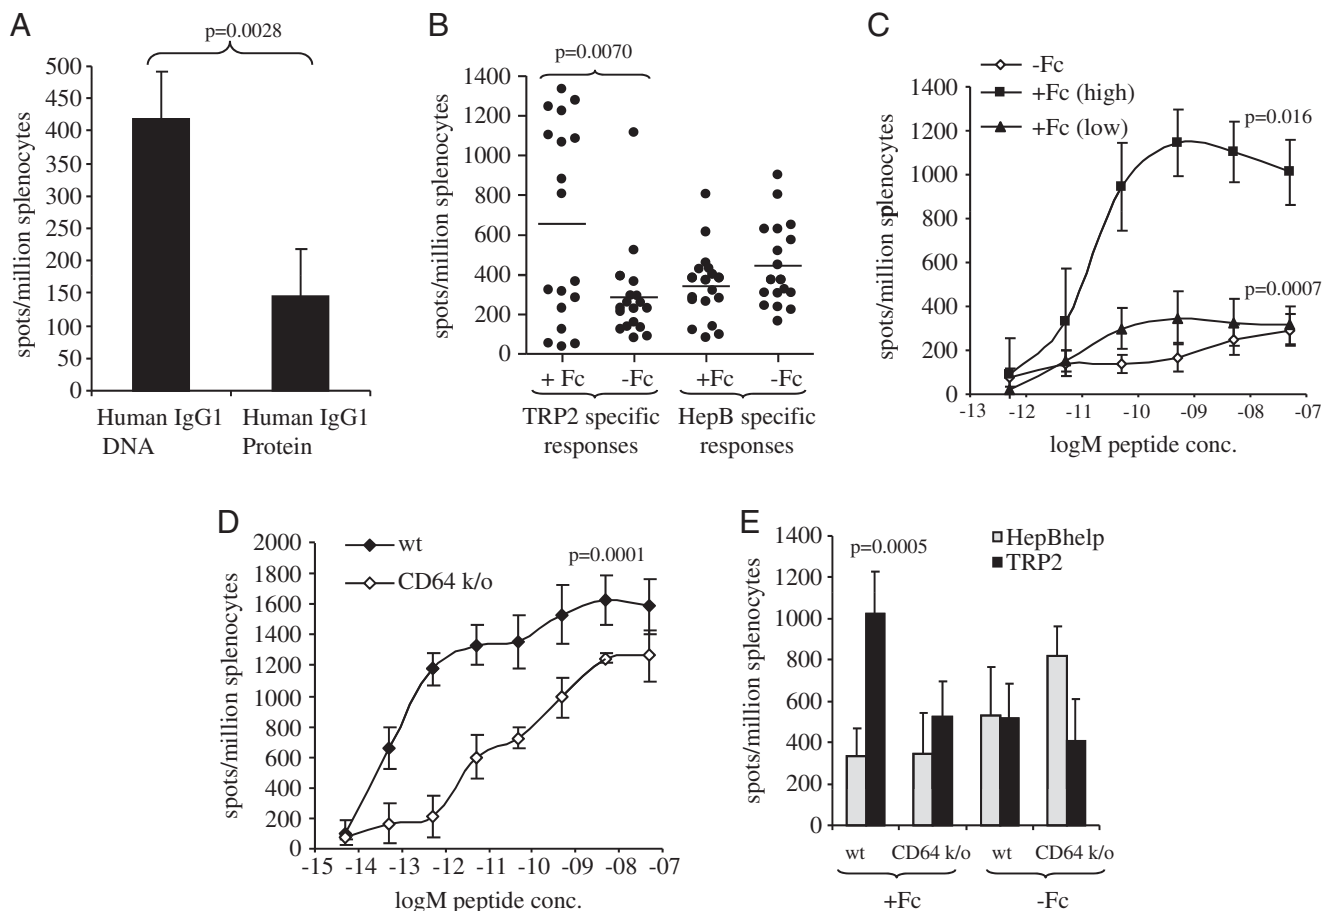 A
p=0.0028
spots/million splenocytes
500
450
400
350
300
250
200
150
100
50
0
Human IgG1
DNA
Human IgG1
Protein
B
p=0.0070
spots/million splenocytes
1400
1200
1000
800
600
400
200
0
+ Fc
-Fc
+Fc
-Fc
TRP2 specific
responses
HepB specific
responses
C
-Fc
+Fc (high)
+Fc (low)
p=0.016
p=0.0007
spots/million splenocytes
1400
1200
1000
800
600
400
200
0
-13 -12 -11 -10 -09 -08 -07
logM peptide conc.
D
wt
CD64 k/o
p=0.0001
spots/million splenocytes
2000
1800
1600
1400
1200
1000
800
600
400
200
0
-15 -14 -13 -12 -11 -10 -09 -08 -07
logM peptide conc.
E
HepBhelp
TRP2
p=0.0005
spots/million splenocytes
1400
1200
1000
800
600
400
200
0
wt CD64 k/o wt CD64 k/o
+Fc -Fc